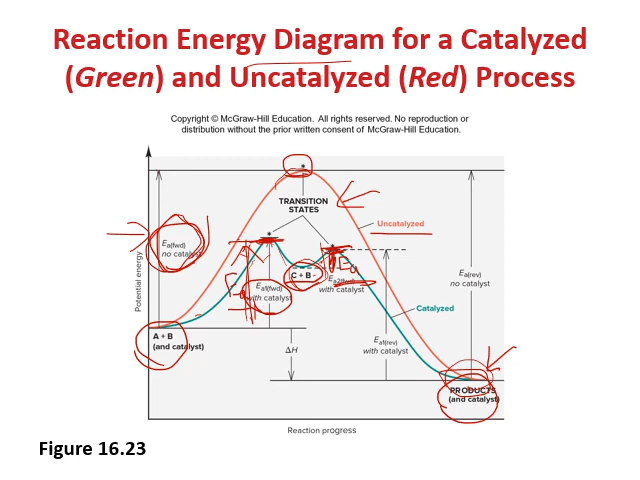 Reaction Energy Diagram for a Catalyzed
(Green) and Uncatalyzed (Red) Process
Copyright © McGraw-Hill Education. All rights reserved. No reproduction or
distribution without the prior written consent of McGraw-Hill Education.
*
TRANSITION
STATES
Uncatalyzed
*
*
Ea(fwd)
no catalyst
C + B
Ea1(fwd)
with catalyst
Ea2(fwd)
with catalyst
Ea(rev)
no catalyst
Potential energy
Catalyzed
A + B
(and catalyst)
ΔH
with catalyst
PRODUCTS
(and catalyst)
Reaction progress
Figure 16.23